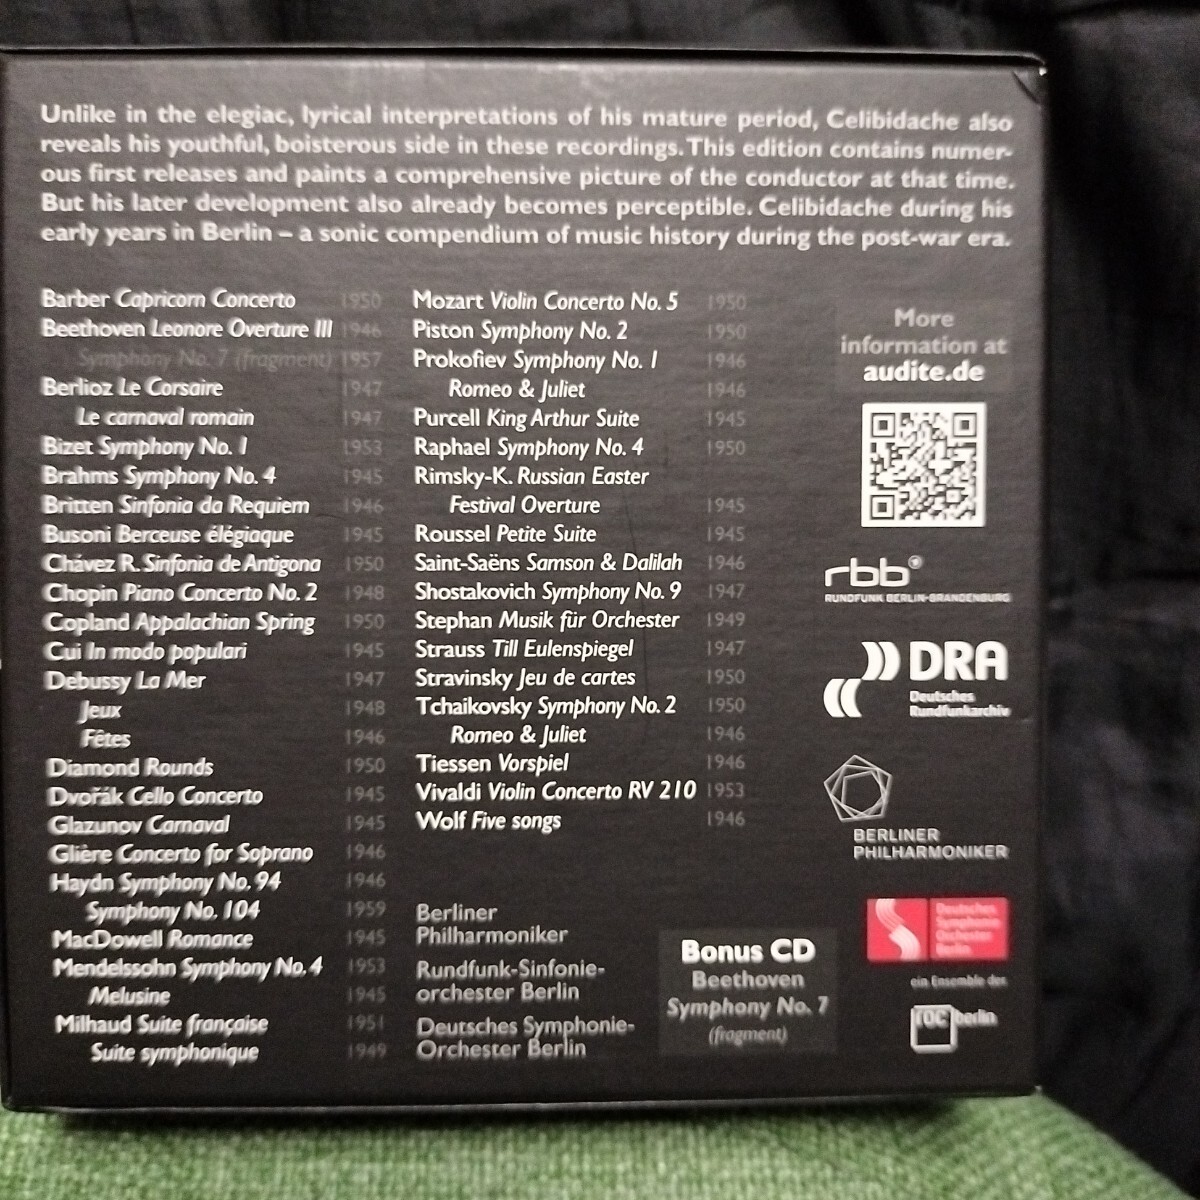 Unlike in the elegiac, lyrical interpretations of his mature period, Celibidache also
reveals his youthful, boisterous side in these recordings. This edition contains numer-
ous first releases and paints a comprehensive picture of the conductor at that time.
But his later development also already becomes perceptible. Celibidache during his
early years in Berlin – a sonic compendium of music history during the post-war era.
Barber Capricorn Concerto 1950
Beethoven Leonore Overture III 1946
Symphony No. 7 (fragment) 1957
Berlioz Le Corsaire 1947
Le carnaval romain 1947
Bizet Symphony No. 1 1953
Brahms Symphony No. 4 1945
Britten Sinfonia da Requiem 1946
Busoni Berceuse élégiaque 1945
Chávez R. Sinfonia de Antigona 1950
Chopin Piano Concerto No. 2 1948
Copland Appalachian Spring 1950
Cui In modo populari 1945
Debussy La Mer 1947
Jeux 1948
Fêtes 1946
Diamond Rounds 1950
Dvořák Cello Concerto 1945
Glazunov Carnaval 1945
Glière Concerto for Soprano 1946
Haydn Symphony No. 94 1946
Symphony No. 104 1959
MacDowell Romance 1945
Mendelssohn Symphony No. 4 1953
Melusine 1945
Milhaud Suite française 1951
Suite symphonique 1949
Mozart Violin Concerto No. 5 1950
Piston Symphony No. 2 1950
Prokofiev Symphony No. 1 1946
Romeo & Juliet 1946
Purcell King Arthur Suite 1945
Raphael Symphony No. 4 1950
Rimsky-K. Russian Easter
Festival Overture 1945
Roussel Petite Suite 1945
Saint-Saëns Samson & Dalilah 1946
Shostakovich Symphony No. 9 1947
Stephan Musik für Orchester 1949
Strauss Till Eulenspiegel 1947
Stravinsky Jeu de cartes 1950
Tchaikovsky Symphony No. 2 1950
Romeo & Juliet 1946
Tiessen Vorspiel 1946
Vivaldi Violin Concerto RV 210 1953
Wolf Five songs 1946
Berliner
Philharmoniker
Rundfunk-Sinfonie-
orchester Berlin
Deutsches Symphonie-
Orchester Berlin
Bonus CD
Beethoven
Symphony No. 7
(fragment)
More
information at
audite.de
rbb
RUNDFUNK BERLIN-BRANDENBURG
DRA
Deutsches
Rundfunkarchiv
BERLINER
PHILHARMONIKER
Deutsches
Symphonie
Orchester
Berlin
ein Ensemble der
roc berlin